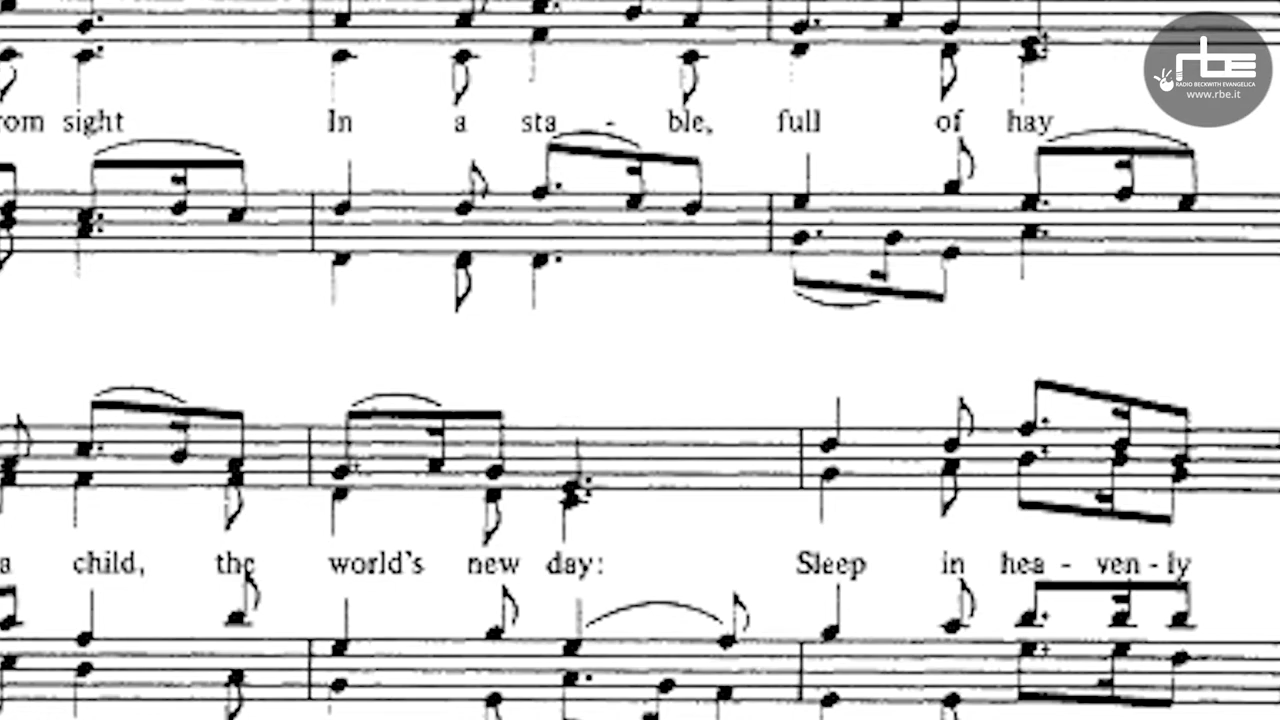 rbe
RADIO BECKWITH EVANGELICA
www.rbe.it
sight In a sta - ble, full of hay
a child, the world's new day: Sleep in hea - ven - ly